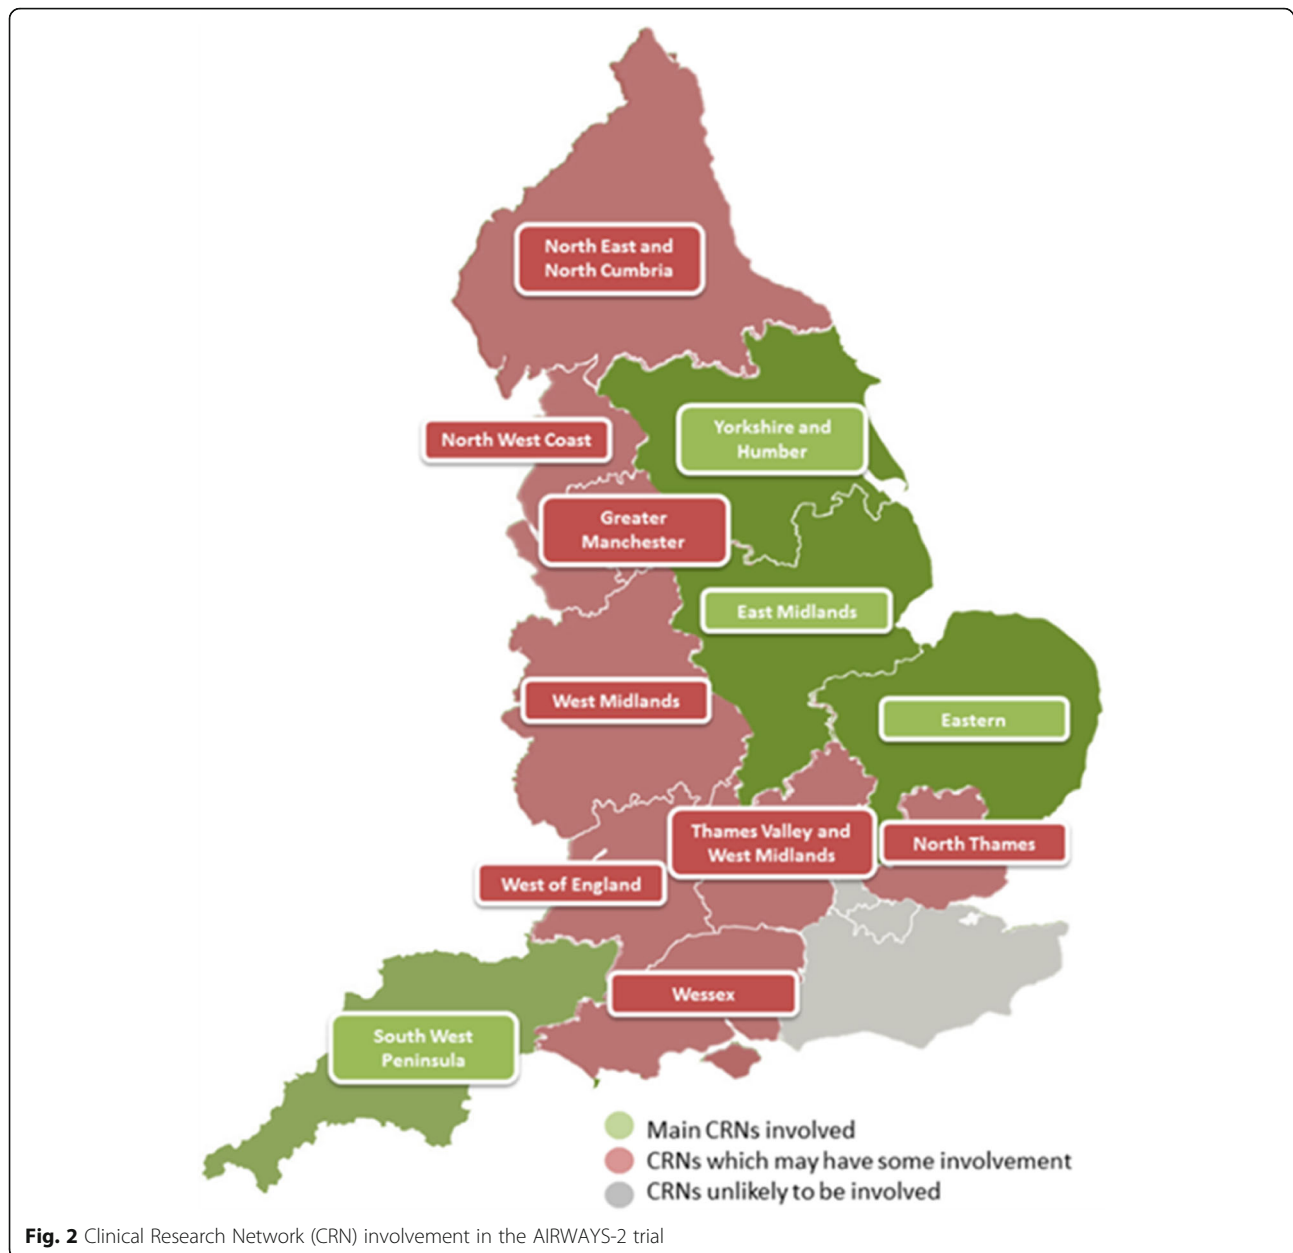 North East and
North Cumbria
North West Coast
Yorkshire and
Humber
Greater
Manchester
East Midlands
West Midlands
Eastern
Thames Valley and
West Midlands
North Thames
West of England
Wessex
South West
Peninsula
Main CRNs involved
CRNs which may have some involvement
CRNs unlikely to be involved
Fig. 2 Clinical Research Network (CRN) involvement in the AIRWAYS-2 trial